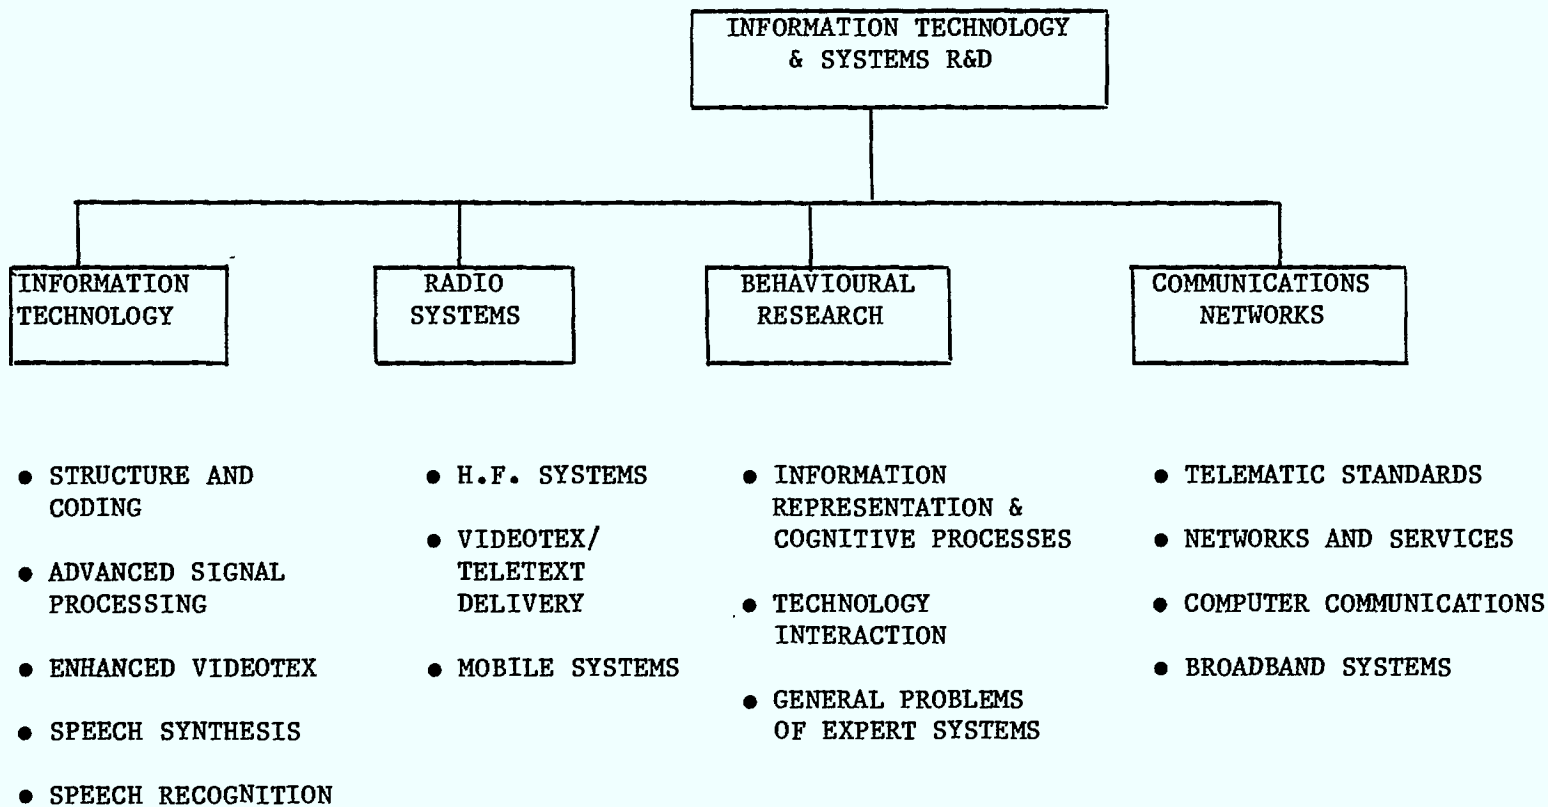 INFORMATION TECHNOLOGY
& SYSTEMS R&D
INFORMATION
TECHNOLOGY
RADIO
SYSTEMS
BEHAVIOURAL
RESEARCH
COMMUNICATIONS
NETWORKS
● STRUCTURE AND
CODING
● ADVANCED SIGNAL
PROCESSING
● ENHANCED VIDEOTEX
● SPEECH SYNTHESIS
● SPEECH RECOGNITION
● H.F. SYSTEMS
● VIDEOTEX/
TELETEXT
DELIVERY
● MOBILE SYSTEMS
● INFORMATION
REPRESENTATION &
COGNITIVE PROCESSES
● TECHNOLOGY
INTERACTION
● GENERAL PROBLEMS
OF EXPERT SYSTEMS
● TELEMATIC STANDARDS
● NETWORKS AND SERVICES
● COMPUTER COMMUNICATIONS
● BROADBAND SYSTEMS